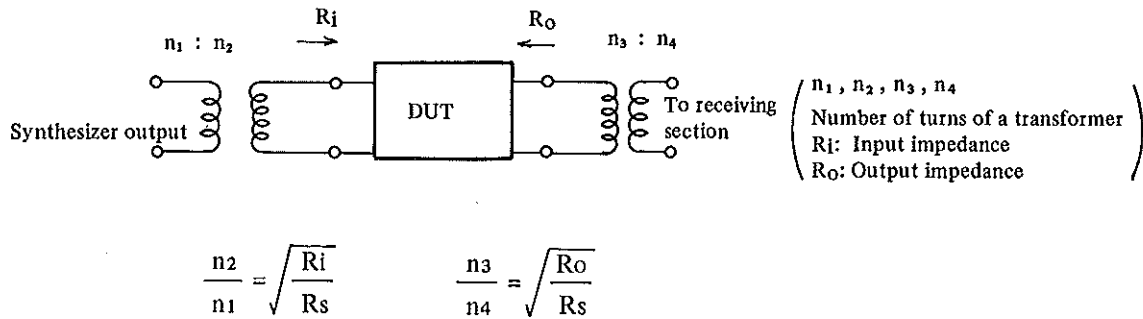 Ri
Ro
n1 : n2
n3 : n4
DUT
Synthesizer output
To receiving
section
n1 , n2 , n3 , n4
Number of turns of a transformer
Ri: Input impedance
Ro: Output impedance
n2/n1 = √(Ri/Rs)
n3/n4 = √(Ro/Rs)